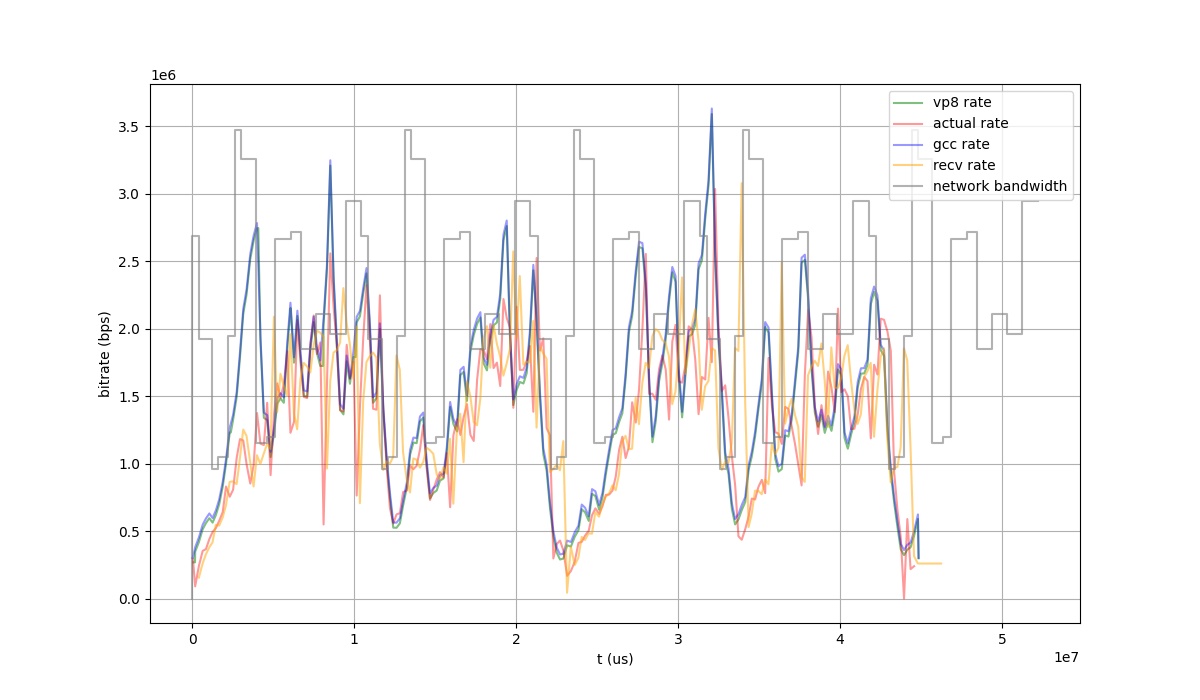 1e6
vp8 rate
actual rate
gcc rate
recv rate
network bandwidth
3.5
3.0
2.5
2.0
1.5
1.0
0.5
0.0
bitrate (bps)
0 1 2 3 4 5
t (us)
1e7